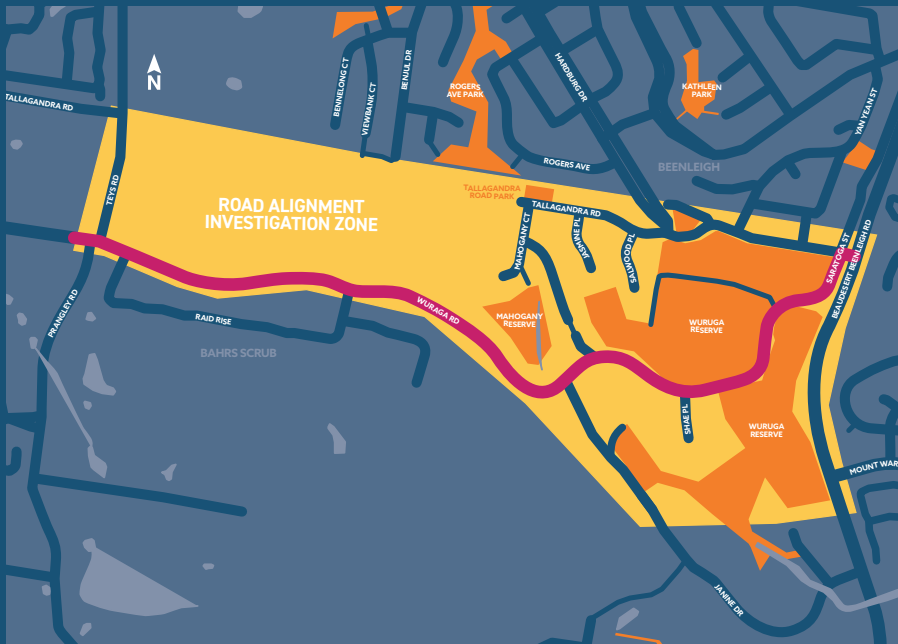 BENNELONG CT
VIEWBANK CT
BENJUL DR
ROGERS
AVE PARK
HARDBURG DR
KATHLEEN
PARK
YAN YEAN ST
N
TALLAGANDRA RD
ROGERS AVE
BEENLEIGH
TEYS RD
TALLAGANDRA
ROAD PARK
ROAD ALIGNMENT
INVESTIGATION ZONE
TALLAGANDRA RD
MAHOGANY CT
JASMINE PL
SALWOOD PL
SARATOGA ST
BEAUDESERT BEENLEIGH RD
PRANGLEY RD
WURAGA RD
RAID RISE
MAHOGANY
RESERVE
WURUGA
RESERVE
BAHRS SCRUB
SHAE PL
WURUGA
RESERVE
MOUNT WAR
JANINE DR